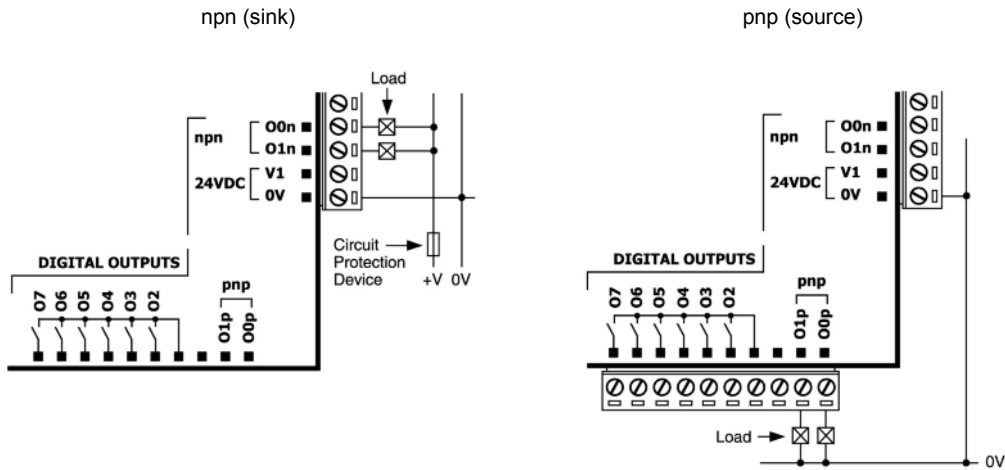 npn (sink)
Load
npn
O0n
O1n
24VDC
V1
0V
Circuit
Protection
Device
+V 0V
DIGITAL OUTPUTS
pnp
O7 O6 O5 O4 O3 O2 O1p O0p
pnp (source)
npn
O0n
O1n
24VDC
V1
0V
DIGITAL OUTPUTS
pnp
O7 O6 O5 O4 O3 O2 O1p O0p
Load
0V